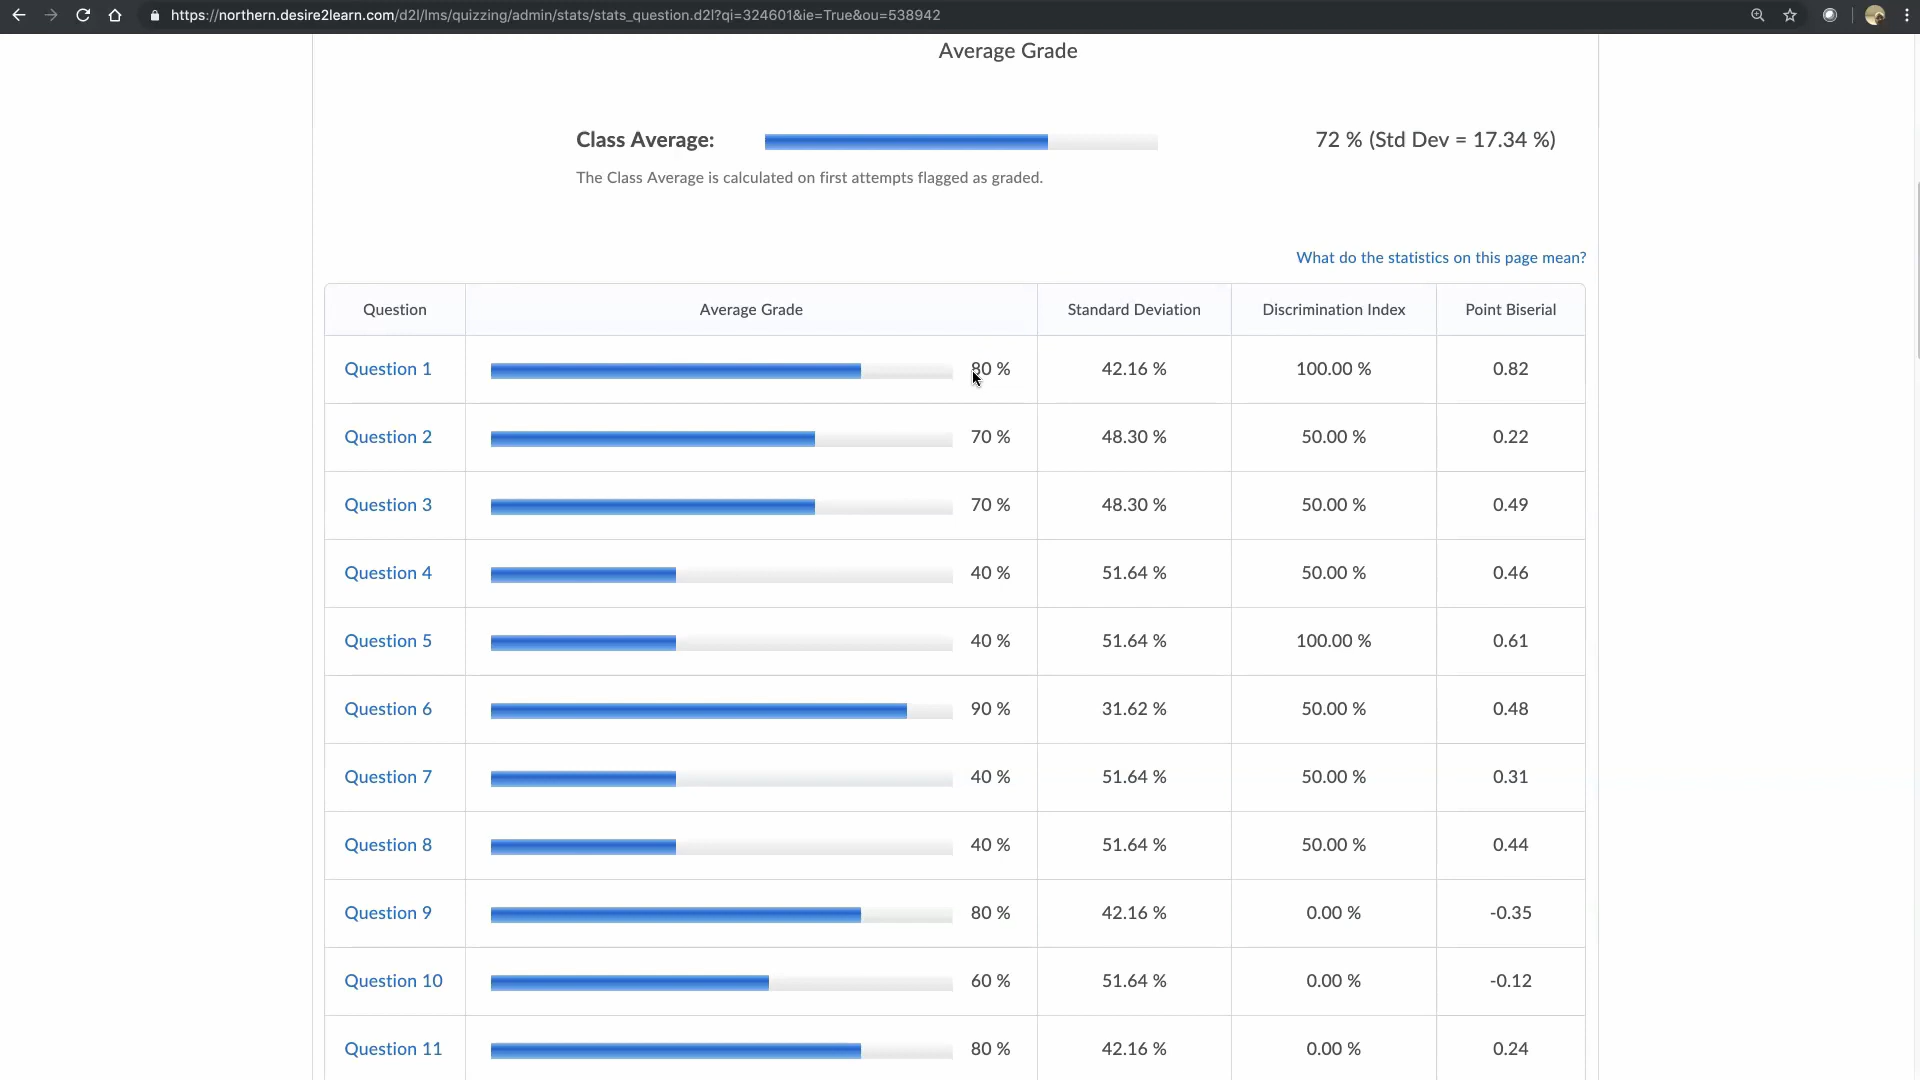 https://northern.desire2learn.com/d2l/lms/quizzing/admin/stats/stats_question.d2l?qi=324601&ie=True&ou=538942
Average Grade
Class Average: 72 % (Std Dev = 17.34 %)
The Class Average is calculated on first attempts flagged as graded.
What do the statistics on this page mean?
Question Average Grade Standard Deviation Discrimination Index Point Biserial
Question 1 80 % 42.16 % 100.00 % 0.82
Question 2 70 % 48.30 % 50.00 % 0.22
Question 3 70 % 48.30 % 50.00 % 0.49
Question 4 40 % 51.64 % 50.00 % 0.46
Question 5 40 % 51.64 % 100.00 % 0.61
Question 6 90 % 31.62 % 50.00 % 0.48
Question 7 40 % 51.64 % 50.00 % 0.31
Question 8 40 % 51.64 % 50.00 % 0.44
Question 9 80 % 42.16 % 0.00 % -0.35
Question 10 60 % 51.64 % 0.00 % -0.12
Question 11 80 % 42.16 % 0.00 % 0.24